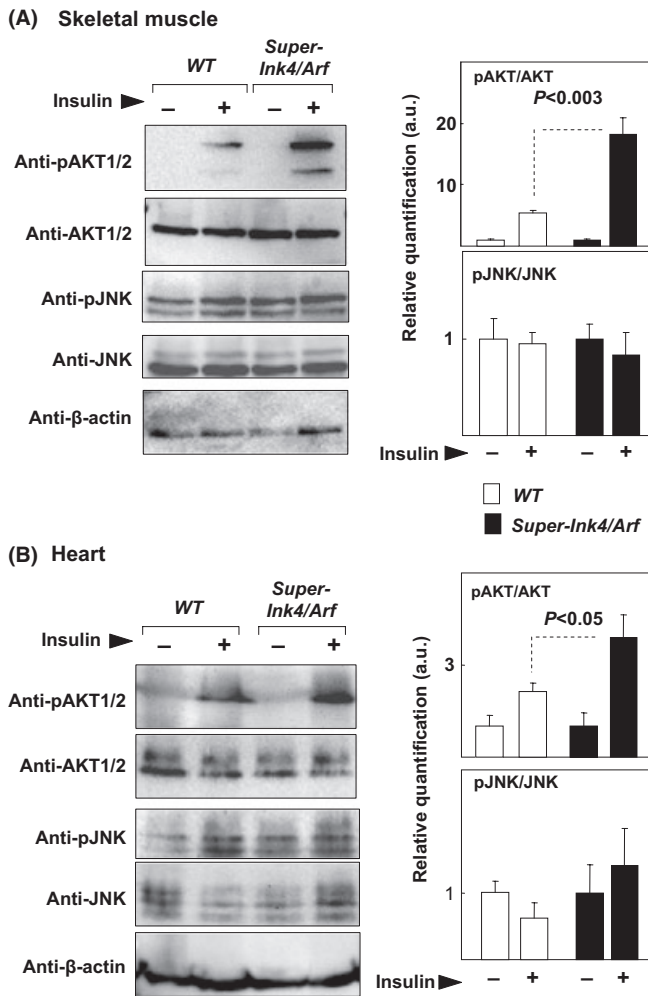 (A) Skeletal muscle
WT
Super-
Ink4/Arf
Insulin
– + – +
Anti-pAKT1/2
Anti-AKT1/2
Anti-pJNK
Anti-JNK
Anti-β-actin
Relative quantification (a.u.)
pAKT/AKT
P<0.003
20
10
pJNK/JNK
1
Insulin
– + – +
WT
Super-Ink4/Arf
(B) Heart
WT
Super-
Ink4/Arf
Insulin
– + – +
Anti-pAKT1/2
Anti-AKT1/2
Anti-pJNK
Anti-JNK
Anti-β-actin
Relative quantification (a.u.)
pAKT/AKT
P<0.05
3
pJNK/JNK
1
Insulin
– + – +